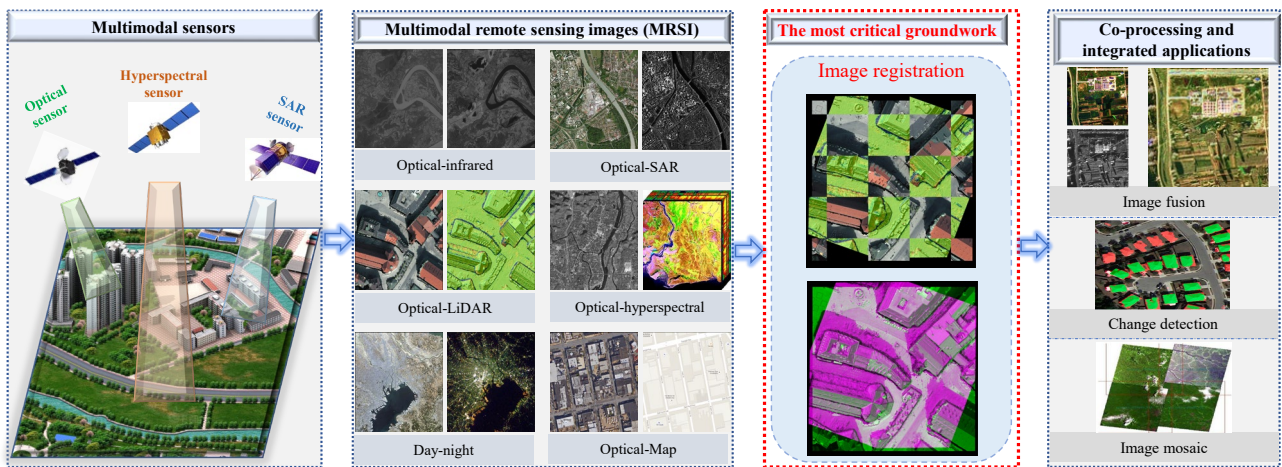 Multimodal sensors
Optical
sensor
Hyperspectral
sensor
SAR
sensor
Multimodal remote sensing images (MRSI)
Optical-infrared
Optical-SAR
Optical-LiDAR
Optical-hyperspectral
Day-night
Optical-Map
The most critical groundwork
Image registration
Co-processing and
integrated applications
Image fusion
Change detection
Image mosaic